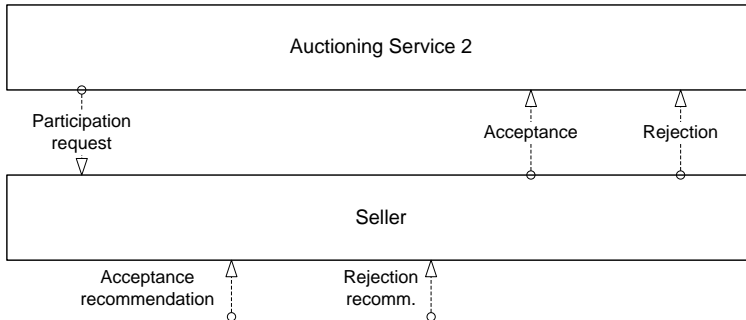 Auctioning Service 2
Participation
request
Acceptance
Rejection
Seller
Acceptance
recommendation
Rejection
recomm.